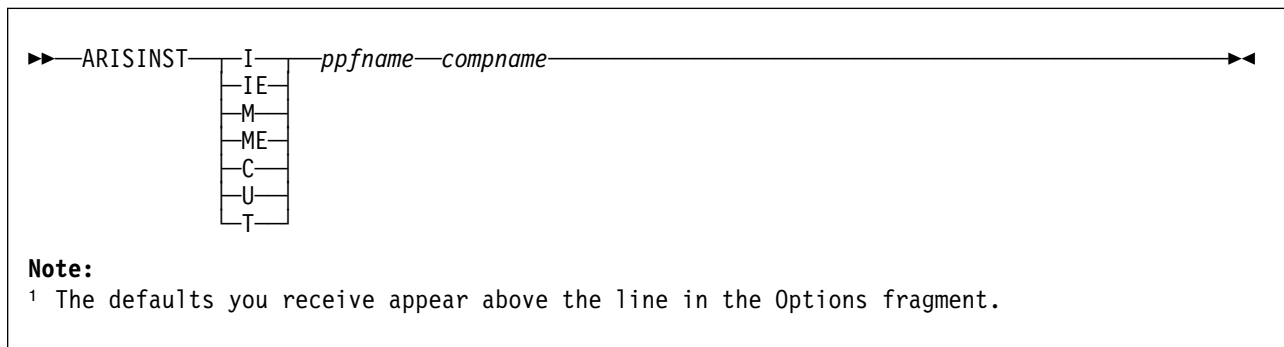 ARISINST I ppfname compname
IE
M
ME
C
U
T
Note:
¹ The defaults you receive appear above the line in the Options fragment.